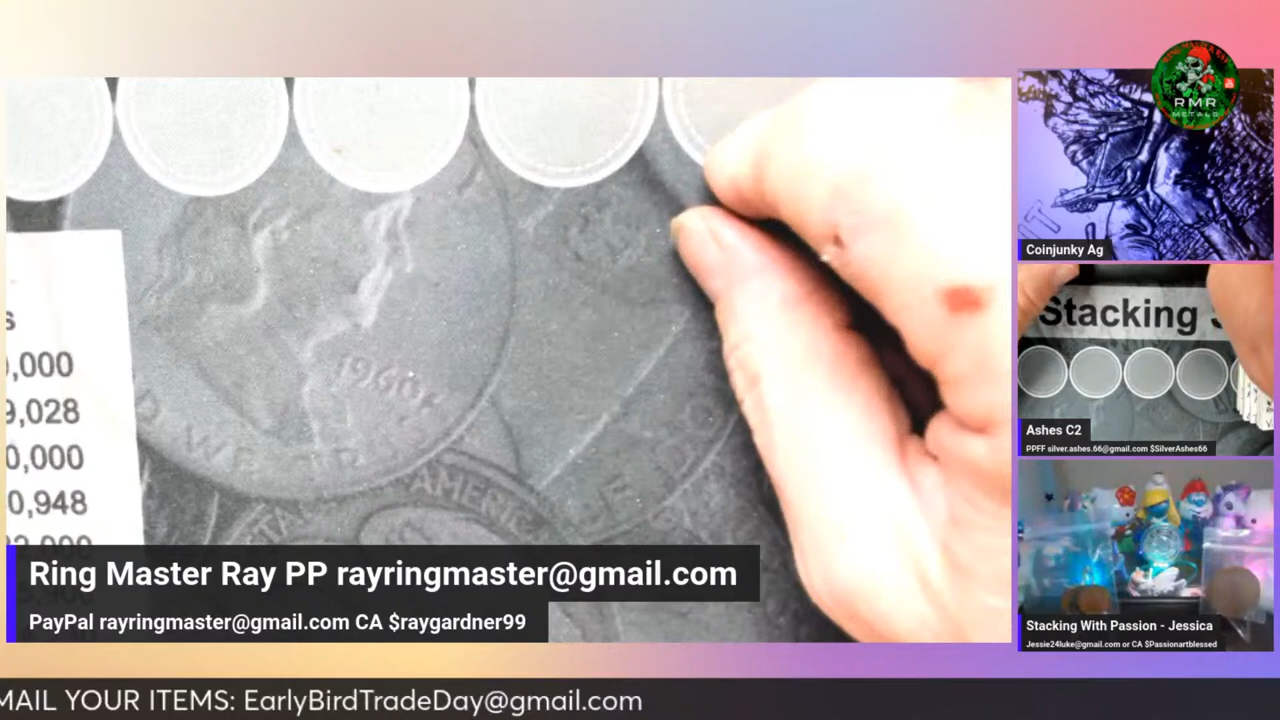 ,000
9,028
0,000
0,948
1960
AMERIC
Ring Master Ray PP rayringmaster@gmail.com
PayPal rayringmaster@gmail.com CA $raygardner99
RMR
METALS
Coinjunky Ag
Stacking
Ashes C2
PPFF silver.ashes.66@gmail.com $SilverAshes66
Stacking With Passion - Jessica
Jessie24luke@gmail.com or CA $Passionartblessed
MAIL YOUR ITEMS: EarlyBirdTradeDay@gmail.com